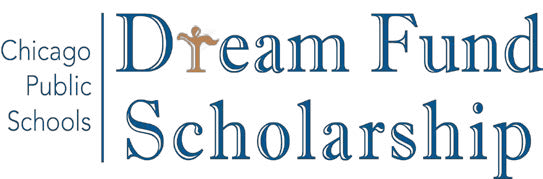 Chicago
Public
Schools
Dream Fund
Scholarship